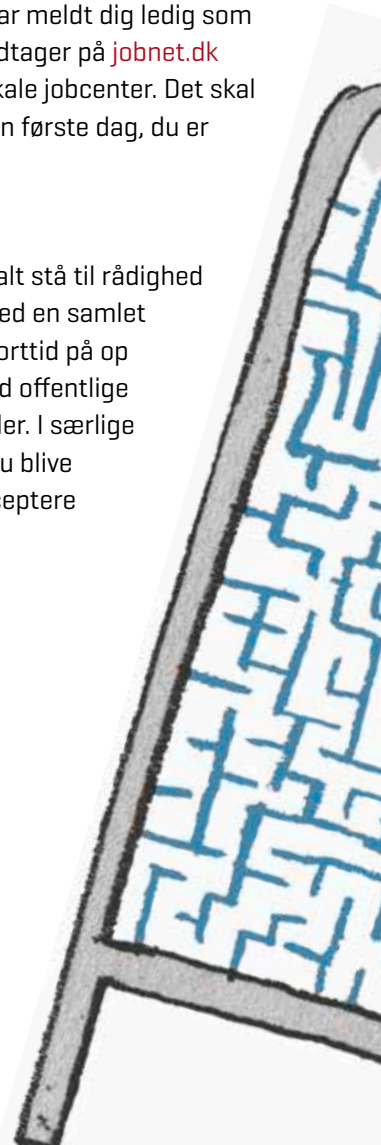 ar meldt dig ledig som
dtager på jobnet.dk
kale jobcenter. Det skal
n første dag, du er
alt stå til rådighed
ed en samlet
orttid på op
d offentlige
ler. I særlige
u blive
ceptere